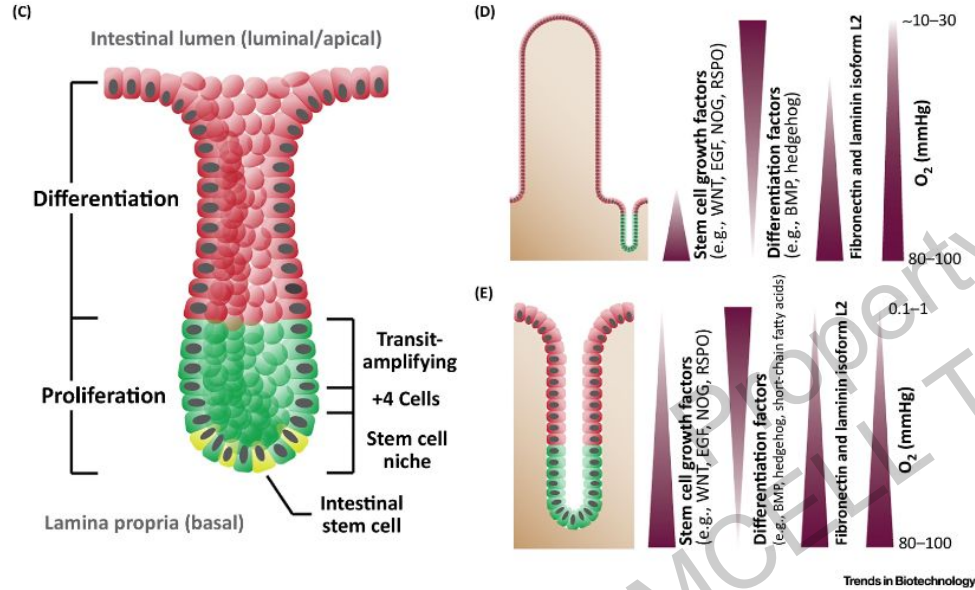 (C)
Intestinal lumen (luminal/apical)
Differentiation
Proliferation
Transit-
amplifying
+4 Cells
Stem cell
niche
Intestinal
stem cell
Lamina propria (basal)
(D)
Stem cell growth factors
(e.g., WNT, EGF, NOG, RSPO)
Differentiation factors
(e.g., BMP, hedgehog)
Fibronectin and laminin isoform L2
~10–30
O₂ (mmHg)
80–100
(E)
Stem cell growth factors
(e.g., WNT, EGF, NOG, RSPO)
Differentiation factors
(e.g., BMP, hedgehog, short-chain fatty acids)
Fibronectin and laminin isoform L2
0.1–1
O₂ (mmHg)
80–100
Trends in Biotechnology
Property